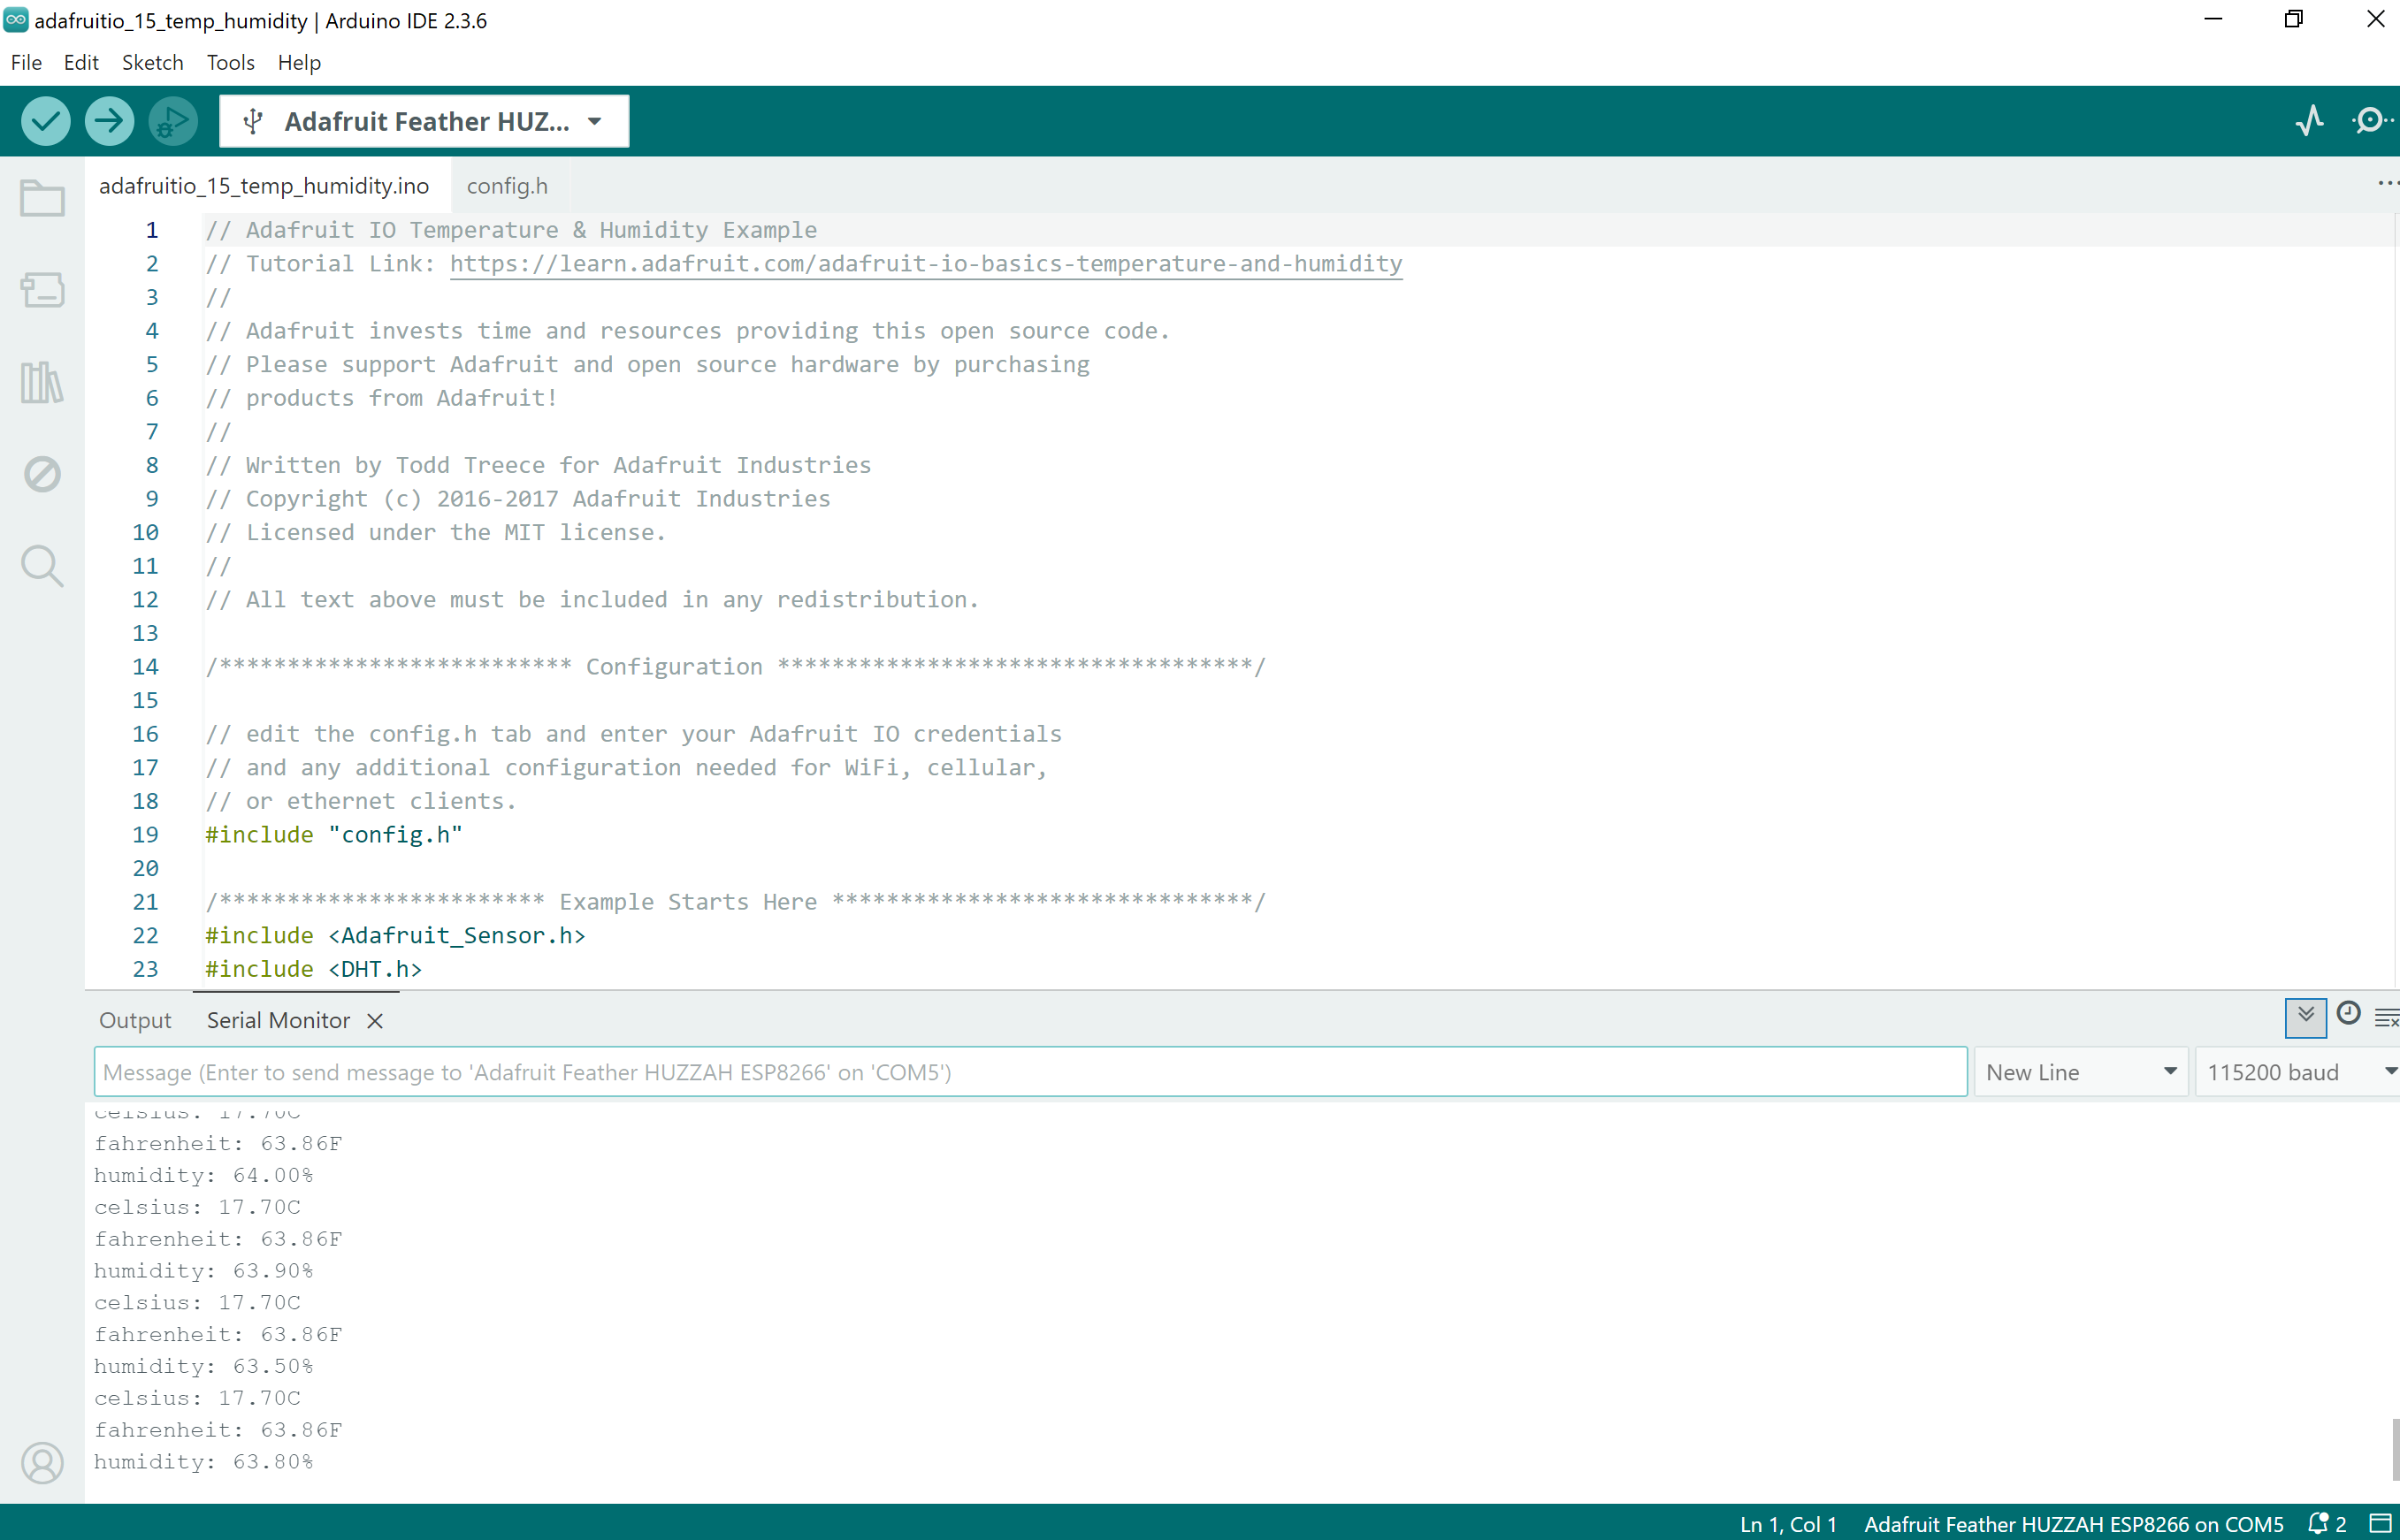 adafruitio_15_temp_humidity | Arduino IDE 2.3.6
File Edit Sketch Tools Help
Adafruit Feather HUZ...
adafruitio_15_temp_humidity.ino config.h
1 // Adafruit IO Temperature & Humidity Example
2 // Tutorial Link: https://learn.adafruit.com/adafruit-io-basics-temperature-and-humidity
3 //
4 // Adafruit invests time and resources providing this open source code.
5 // Please support Adafruit and open source hardware by purchasing
6 // products from Adafruit!
7 //
8 // Written by Todd Treece for Adafruit Industries
9 // Copyright (c) 2016-2017 Adafruit Industries
10 // Licensed under the MIT license.
11 //
12 // All text above must be included in any redistribution.
13
14 /************************** Configuration ***********************************/
15
16 // edit the config.h tab and enter your Adafruit IO credentials
17 // and any additional configuration needed for WiFi, cellular,
18 // or ethernet clients.
19 #include "config.h"
20
21 /************************ Example Starts Here *******************************/
22 #include <Adafruit_Sensor.h>
23 #include <DHT.h>
Output Serial Monitor
Message (Enter to send message to 'Adafruit Feather HUZZAH ESP8266' on 'COM5') New Line 115200 baud
celsius: 17.70C
fahrenheit: 63.86F
humidity: 64.00%
celsius: 17.70C
fahrenheit: 63.86F
humidity: 63.90%
celsius: 17.70C
fahrenheit: 63.86F
humidity: 63.50%
celsius: 17.70C
fahrenheit: 63.86F
humidity: 63.80%
Ln 1, Col 1 Adafruit Feather HUZZAH ESP8266 on COM5 2